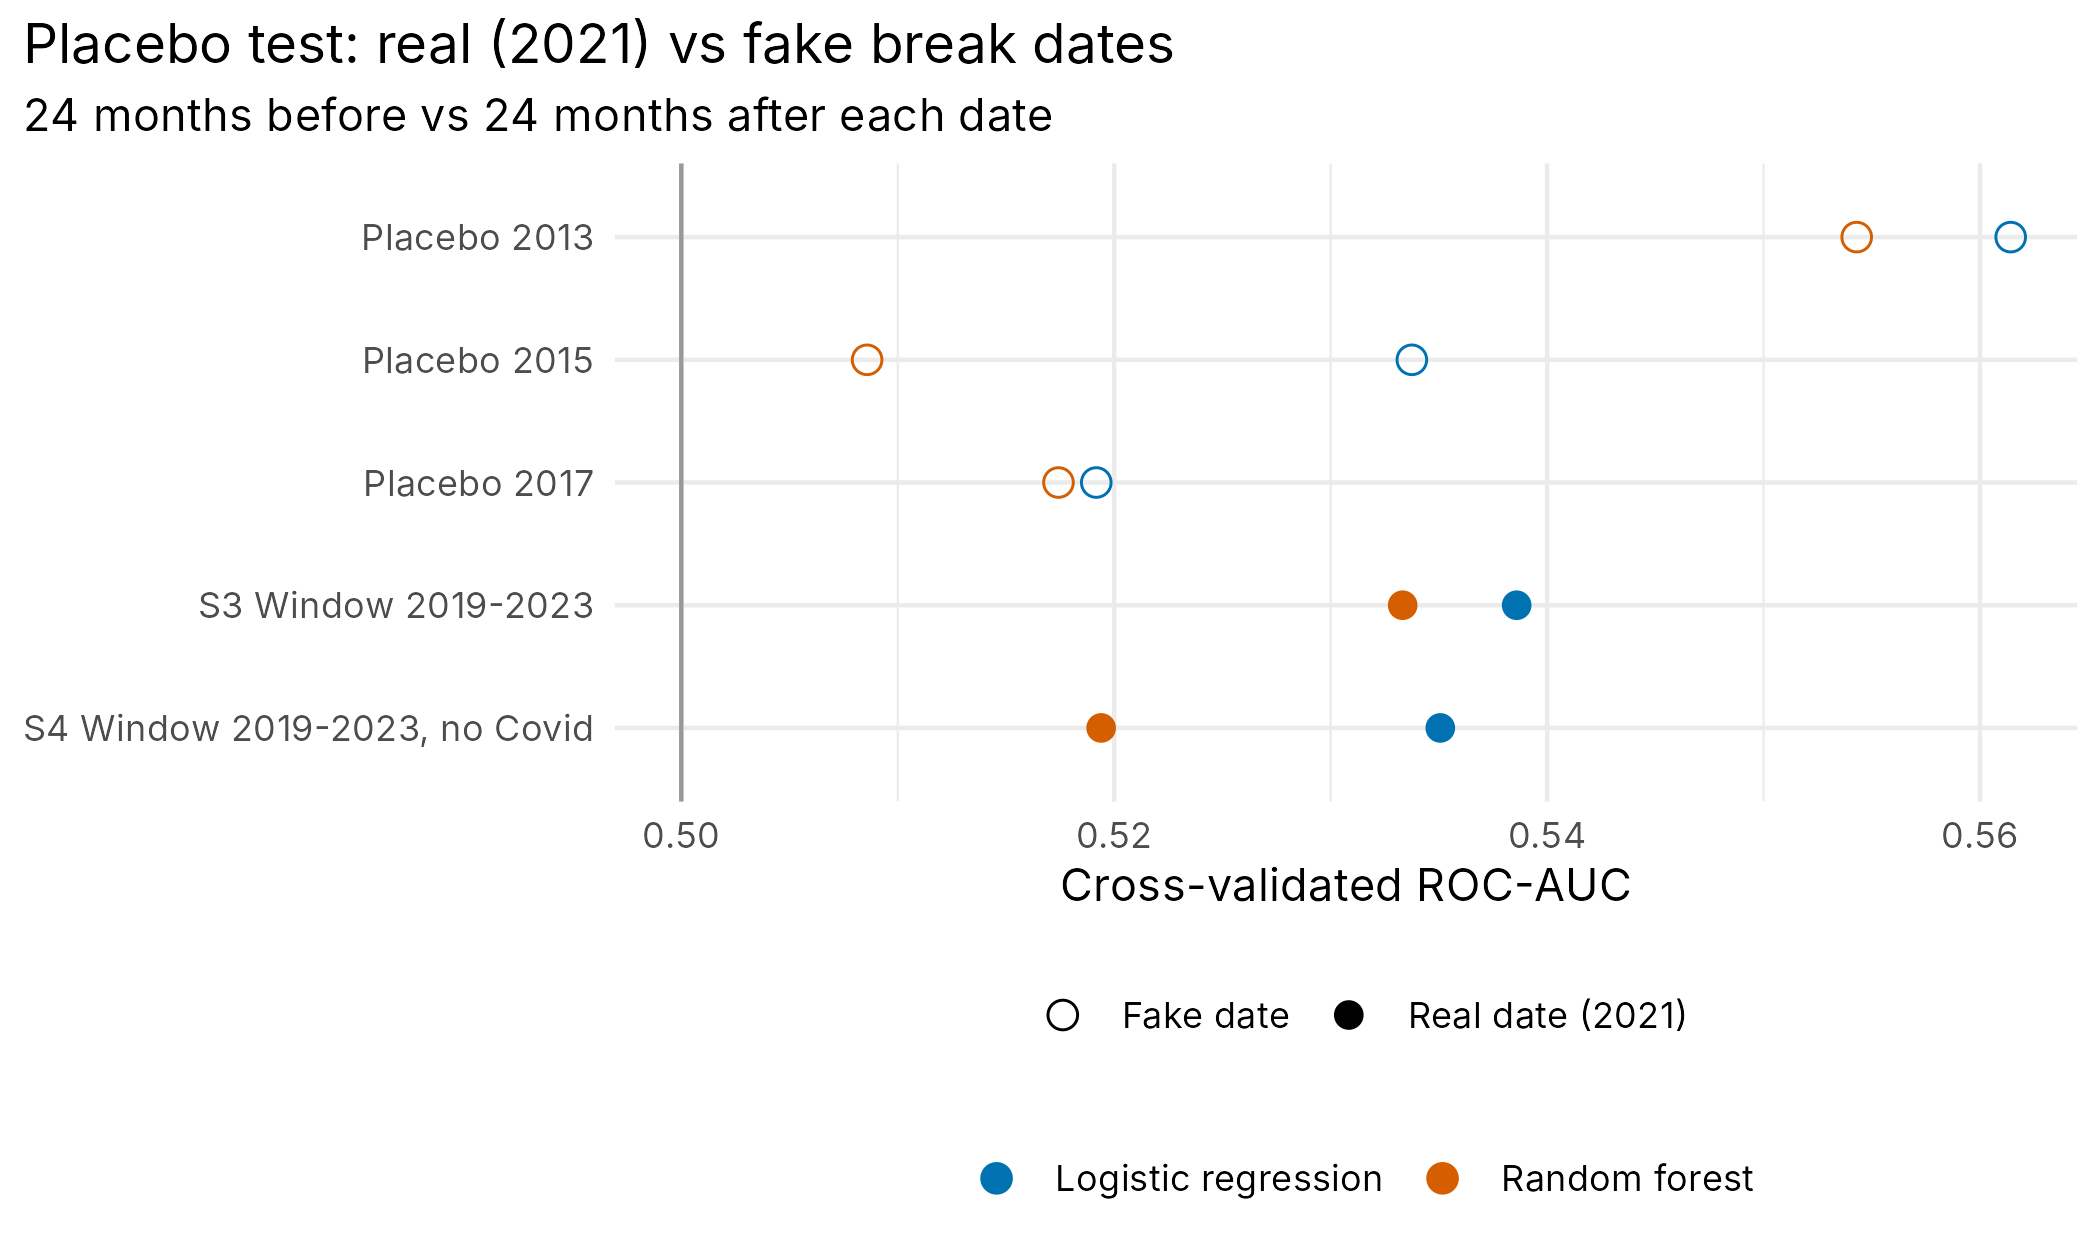 Placebo test: real (2021) vs fake break dates
24 months before vs 24 months after each date
Placebo 2013
Placebo 2015
Placebo 2017
S3 Window 2019-2023
S4 Window 2019-2023, no Covid
0.50 0.52 0.54 0.56
Cross-validated ROC-AUC
Fake date Real date (2021)
Logistic regression Random forest